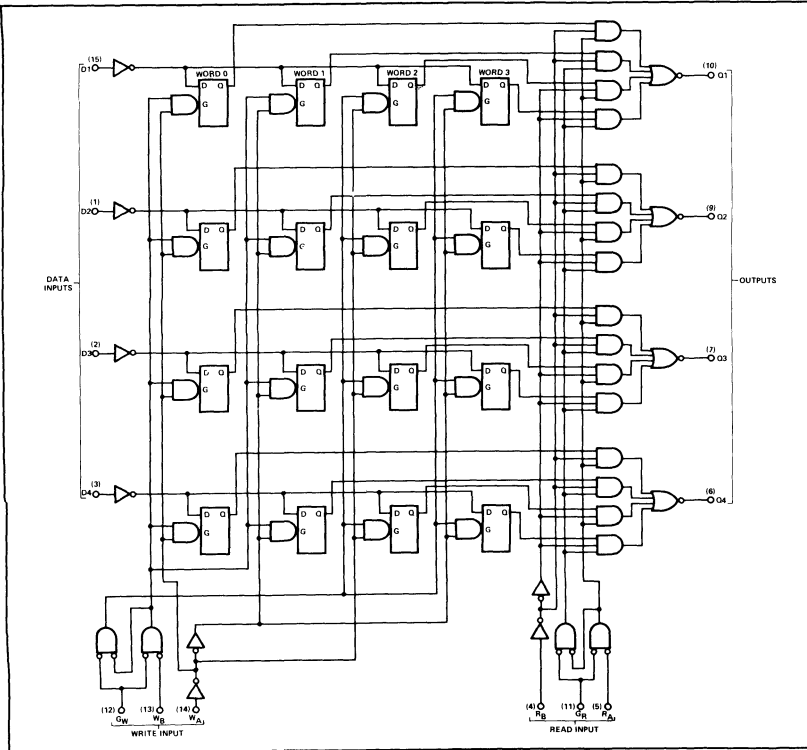 (15)
D1
WORD 0
WORD 1
WORD 2
WORD 3
(10)
Q1
D Q
G
D Q
G
D Q
G
D Q
G
(1)
D2
(9)
Q2
D Q
G
D Q
G
D Q
G
D Q
G
DATA
INPUTS
OUTPUTS
(2)
D3
(7)
Q3
D Q
G
D Q
G
D Q
G
D Q
G
(3)
D4
(6)
Q4
D Q
G
D Q
G
D Q
G
D Q
G
(12) (13) (14)
GW WB WA
WRITE INPUT
(4) (11) (5)
RB GR RA
READ INPUT